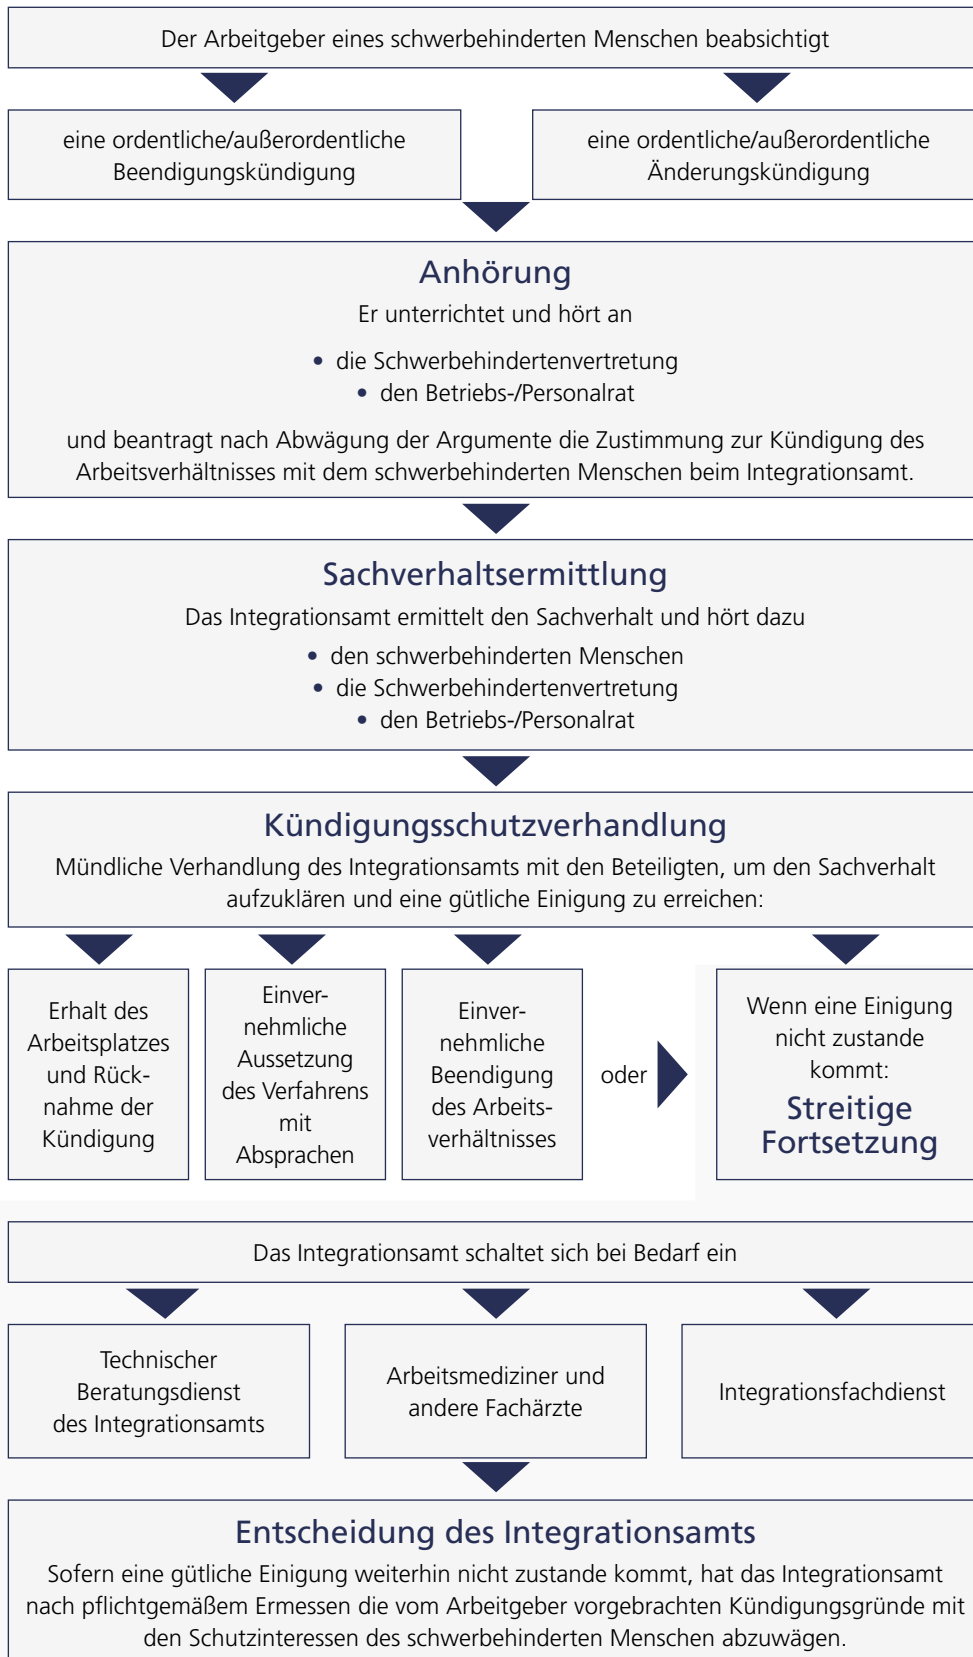 Der Arbeitgeber eines schwerbehinderten Menschen beabsichtigt
eine ordentliche/außerordentliche
Beendigungskündigung
eine ordentliche/außerordentliche
Änderungskündigung
Anhörung
Er unterrichtet und hört an
• die Schwerbehindertenvertretung
• den Betriebs-/Personalrat
und beantragt nach Abwägung der Argumente die Zustimmung zur Kündigung des
Arbeitsverhältnisses mit dem schwerbehinderten Menschen beim Integrationsamt.
Sachverhaltsermittlung
Das Integrationsamt ermittelt den Sachverhalt und hört dazu
• den schwerbehinderten Menschen
• die Schwerbehindertenvertretung
• den Betriebs-/Personalrat
Kündigungsschutzverhandlung
Mündliche Verhandlung des Integrationsamts mit den Beteiligten, um den Sachverhalt
aufzuklären und eine gütliche Einigung zu erreichen:
Erhalt des
Arbeitsplatzes
und Rück-
nahme der
Kündigung
Einver-
nehmliche
Aussetzung
des Verfahrens
mit
Absprachen
Einver-
nehmliche
Beendigung
des Arbeits-
verhältnisses
oder
Wenn eine Einigung
nicht zustande
kommt:
Streitige
Fortsetzung
Das Integrationsamt schaltet sich bei Bedarf ein
Technischer
Beratungsdienst
des Integrationsamts
Arbeitsmediziner und
andere Fachärzte
Integrationsfachdienst
Entscheidung des Integrationsamts
Sofern eine gütliche Einigung weiterhin nicht zustande kommt, hat das Integrationsamt
nach pflichtgemäßem Ermessen die vom Arbeitgeber vorgebrachten Kündigungsgründe mit
den Schutzinteressen des schwerbehinderten Menschen abzuwägen.